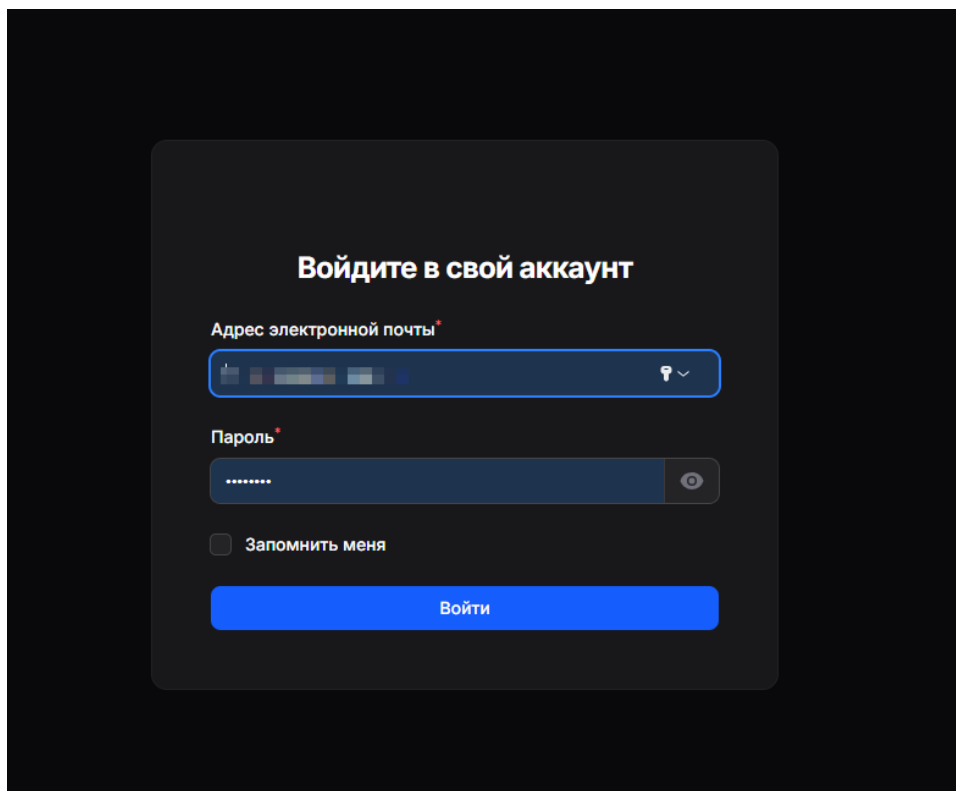 Войдите в свой аккаунт
Адрес электронной почты*
Пароль*
••••••••
Запомнить меня
Войти